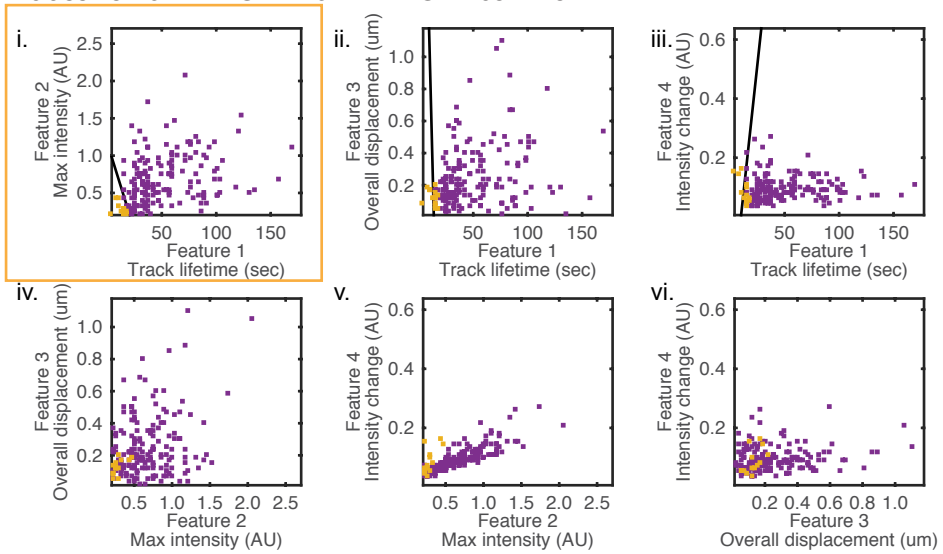 i.
2.5
2.0
1.5
1.0
0.5
Feature 2
Max intensity (AU)
50 100 150
Feature 1
Track lifetime (sec)
ii.
1.0
0.8
0.6
0.4
0.2
Feature 3
Overall displacement (um)
50 100 150
Feature 1
Track lifetime (sec)
iii.
0.6
0.4
0.2
Feature 4
Intensity change (AU)
50 100 150
Feature 1
Track lifetime (sec)
iv.
1.0
0.8
0.6
0.4
0.2
Feature 3
Overall displacement (um)
0.5 1.0 1.5 2.0 2.5
Feature 2
Max intensity (AU)
v.
0.6
0.4
0.2
Feature 4
Intensity change (AU)
0.5 1.0 1.5 2.0 2.5
Feature 2
Max intensity (AU)
vi.
0.6
0.4
0.2
Feature 4
Intensity change (AU)
0.2 0.4 0.6 0.8 1.0
Feature 3
Overall displacement (um)